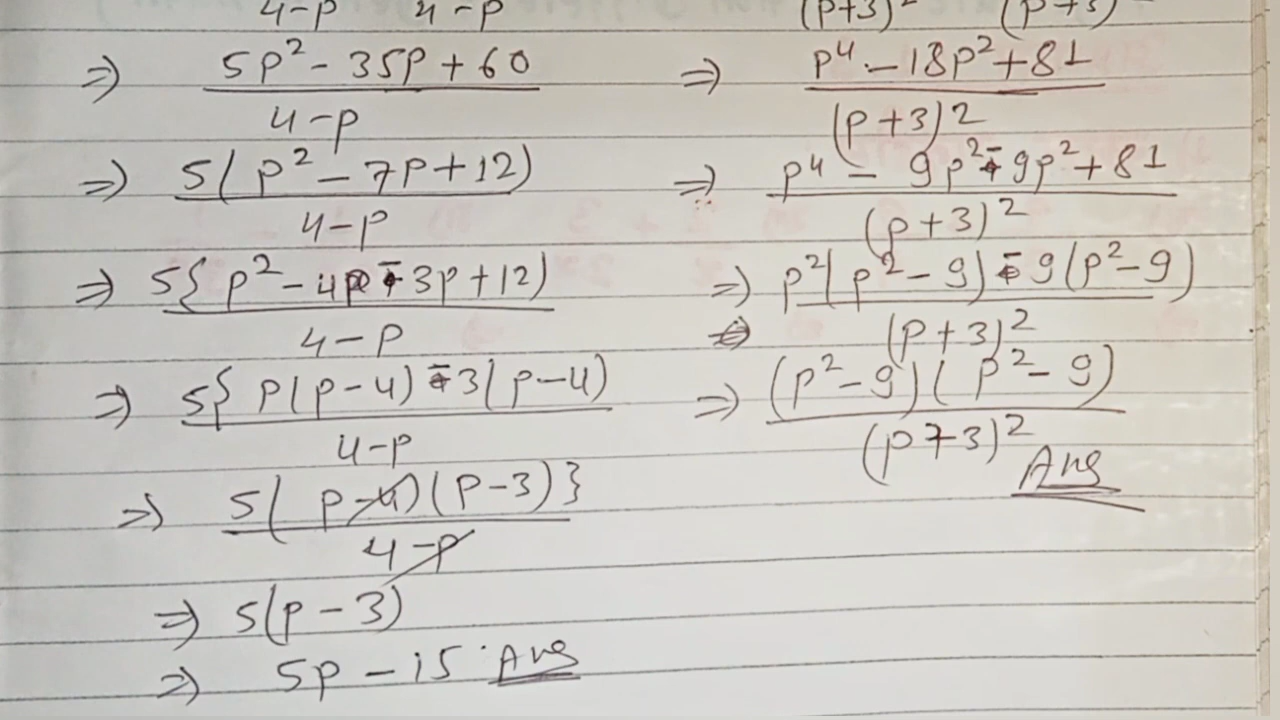 4-p 4-p
⇒ 5p² - 35p + 60
4-p
⇒ 5(p² - 7p + 12)
4-p
⇒ 5{p² - 4p - 3p + 12)
4-p
⇒ 5{ p(p-4) - 3(p-4)
4-p
⇒ 5( p-4)(p-3)}
4-p
⇒ 5(p-3)
⇒ 5p - 15 Ans
(p+3)² (p+3)
⇒ p⁴ - 18p² + 81
(p+3)2
⇒ p⁴ - 9p² - 9p² + 81
(p+3)²
⇒ p²(p² - 9) - 9(p² - 9)
(p+3)²
⇒ (p² - 9)(p² - 9)
(p+3)²
Ans